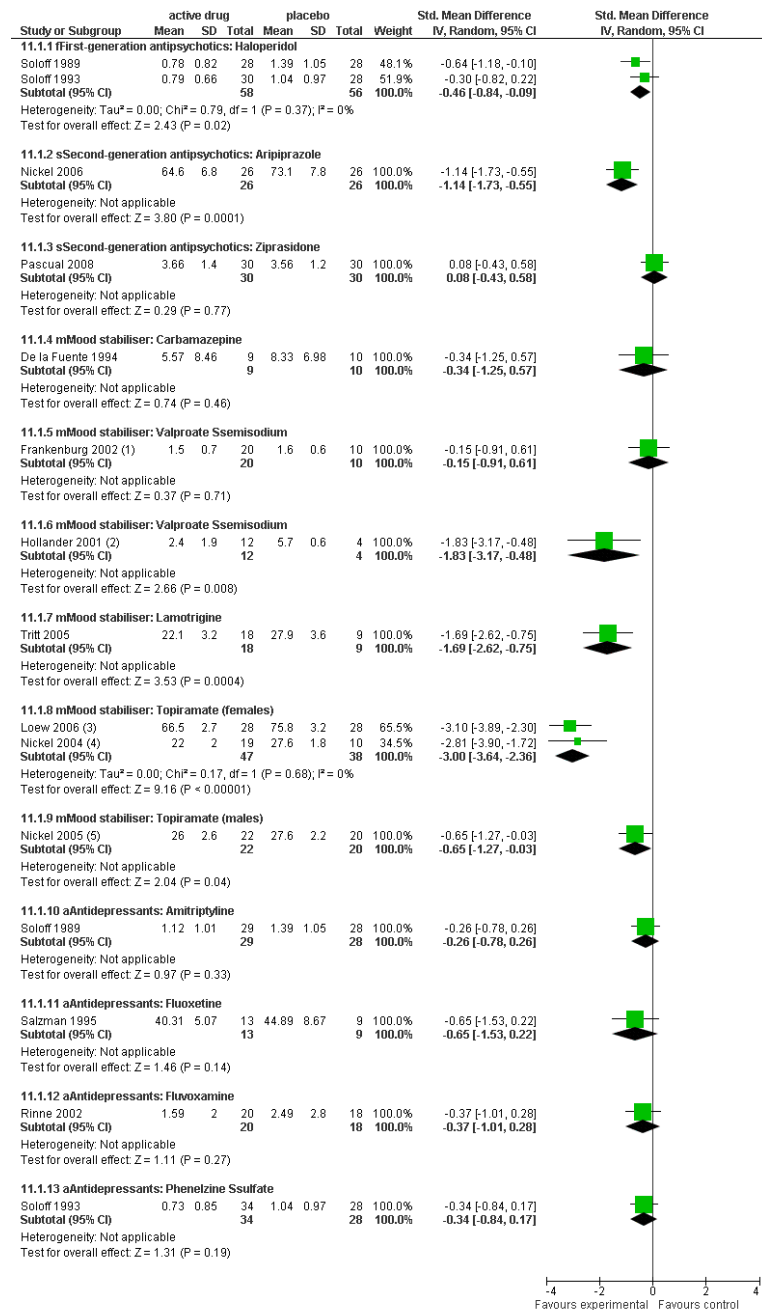 active drug placebo Std. Mean Difference Std. Mean Difference
Study or Subgroup Mean SD Total Mean SD Total Weight IV, Random, 95% CI IV, Random, 95% CI
11.1.1 fFirst-generation antipsychotics: Haloperidol
Soloff 1989 0.78 0.82 28 1.39 1.05 28 48.1% -0.64 [-1.18, -0.10]
Soloff 1993 0.79 0.66 30 1.04 0.97 28 51.9% -0.30 [-0.82, 0.22]
Subtotal (95% CI) 58 56 100.0% -0.46 [-0.84, -0.09]
Heterogeneity: Tau² = 0.00; Chi² = 0.79, df = 1 (P = 0.37); I² = 0%
Test for overall effect: Z = 2.43 (P = 0.02)
11.1.2 sSecond-generation antipsychotics: Aripiprazole
Nickel 2006 64.6 6.8 26 73.1 7.8 26 100.0% -1.14 [-1.73, -0.55]
Subtotal (95% CI) 26 26 100.0% -1.14 [-1.73, -0.55]
Heterogeneity: Not applicable
Test for overall effect: Z = 3.80 (P = 0.0001)
11.1.3 sSecond-generation antipsychotics: Ziprasidone
Pascual 2008 3.66 1.4 30 3.56 1.2 30 100.0% 0.08 [-0.43, 0.58]
Subtotal (95% CI) 30 30 100.0% 0.08 [-0.43, 0.58]
Heterogeneity: Not applicable
Test for overall effect: Z = 0.29 (P = 0.77)
11.1.4 mMood stabiliser: Carbamazepine
De la Fuente 1994 5.57 8.46 9 8.33 6.98 10 100.0% -0.34 [-1.25, 0.57]
Subtotal (95% CI) 9 10 100.0% -0.34 [-1.25, 0.57]
Heterogeneity: Not applicable
Test for overall effect: Z = 0.74 (P = 0.46)
11.1.5 mMood stabiliser: Valproate Ssemisodium
Frankenburg 2002 (1) 1.5 0.7 20 1.6 0.6 10 100.0% -0.15 [-0.91, 0.61]
Subtotal (95% CI) 20 10 100.0% -0.15 [-0.91, 0.61]
Heterogeneity: Not applicable
Test for overall effect: Z = 0.37 (P = 0.71)
11.1.6 mMood stabiliser: Valproate Ssemisodium
Hollander 2001 (2) 2.4 1.9 12 5.7 0.6 4 100.0% -1.83 [-3.17, -0.48]
Subtotal (95% CI) 12 4 100.0% -1.83 [-3.17, -0.48]
Heterogeneity: Not applicable
Test for overall effect: Z = 2.66 (P = 0.008)
11.1.7 mMood stabiliser: Lamotrigine
Tritt 2005 22.1 3.2 18 27.9 3.6 9 100.0% -1.69 [-2.62, -0.75]
Subtotal (95% CI) 18 9 100.0% -1.69 [-2.62, -0.75]
Heterogeneity: Not applicable
Test for overall effect: Z = 3.53 (P = 0.0004)
11.1.8 mMood stabiliser: Topiramate (females)
Loew 2006 (3) 66.5 2.7 28 75.8 3.2 28 65.5% -3.10 [-3.89, -2.30]
Nickel 2004 (4) 22 2 19 27.6 1.8 10 34.5% -2.81 [-3.90, -1.72]
Subtotal (95% CI) 47 38 100.0% -3.00 [-3.64, -2.36]
Heterogeneity: Tau² = 0.00; Chi² = 0.17, df = 1 (P = 0.68); I² = 0%
Test for overall effect: Z = 9.16 (P < 0.00001)
11.1.9 mMood stabiliser: Topiramate (males)
Nickel 2005 (5) 26 2.6 22 27.6 2.2 20 100.0% -0.65 [-1.27, -0.03]
Subtotal (95% CI) 22 20 100.0% -0.65 [-1.27, -0.03]
Heterogeneity: Not applicable
Test for overall effect: Z = 2.04 (P = 0.04)
11.1.10 aAntidepressants: Amitriptyline
Soloff 1989 1.12 1.01 29 1.39 1.05 28 100.0% -0.26 [-0.78, 0.26]
Subtotal (95% CI) 29 28 100.0% -0.26 [-0.78, 0.26]
Heterogeneity: Not applicable
Test for overall effect: Z = 0.97 (P = 0.33)
11.1.11 aAntidepressants: Fluoxetine
Salzman 1995 40.31 5.07 13 44.89 8.67 9 100.0% -0.65 [-1.53, 0.22]
Subtotal (95% CI) 13 9 100.0% -0.65 [-1.53, 0.22]
Heterogeneity: Not applicable
Test for overall effect: Z = 1.46 (P = 0.14)
11.1.12 aAntidepressants: Fluvoxamine
Rinne 2002 1.59 2 20 2.49 2.8 18 100.0% -0.37 [-1.01, 0.28]
Subtotal (95% CI) 20 18 100.0% -0.37 [-1.01, 0.28]
Heterogeneity: Not applicable
Test for overall effect: Z = 1.11 (P = 0.27)
11.1.13 aAntidepressants: Phenelzine Ssulfate
Soloff 1993 0.73 0.85 34 1.04 0.97 28 100.0% -0.34 [-0.84, 0.17]
Subtotal (95% CI) 34 28 100.0% -0.34 [-0.84, 0.17]
Heterogeneity: Not applicable
Test for overall effect: Z = 1.31 (P = 0.19)
-4 -2 0 2 4
Favours experimental Favours control